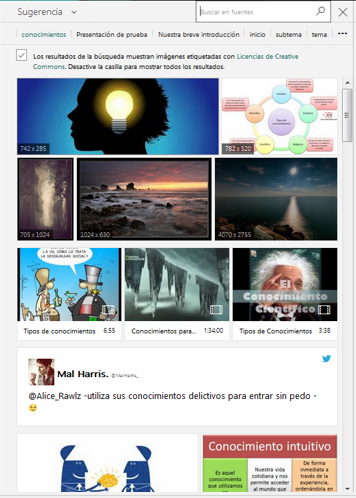 Sugerencia
Buscar en fuentes
conocimientos | Presentación de prueba | Nuestra breve introducción | inicio | subtema | tema
Los resultados de la búsqueda muestran imágenes etiquetadas con Licencias de Creative
Commons. Desactive la casilla para mostrar todos los resultados.
742 x 285
782 x 520
705 x 1024
1024 x 630
4070 x 2755
LA DESIGUALDAD SOCIAL?
El
Conocimiento
Científico
Tipos de conocimientos 6:55
Conocimientos para... 1:34:00
Tipos de Conocimientos 3:38
Mal Harris. @MalHarris_
@Alice_Rawlz -utiliza sus conocimientos delictivos para entrar sin pedo -
Conocimiento intuitivo
Es aquel
conocimiento
que utilizamos
Nuestra vida
cotidiana y nos
permite acceder
al mundo que
De forma
inmediata a
través de la
experiencia,
ordenándola en